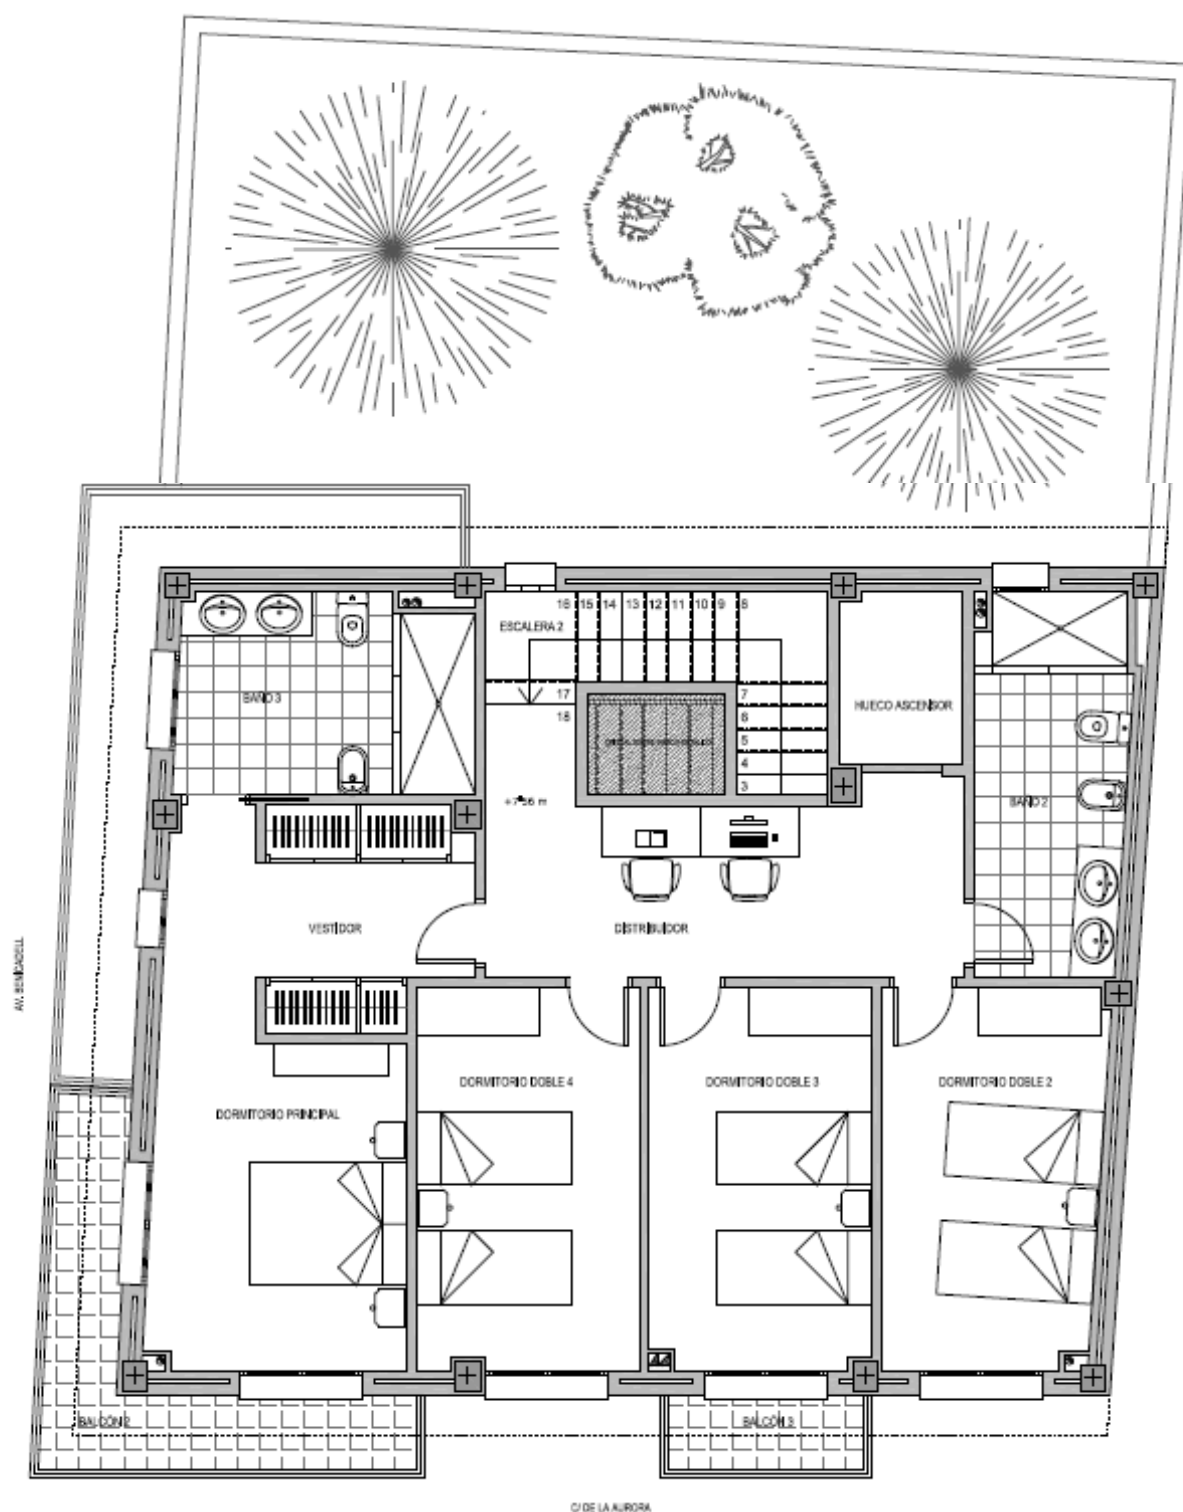 16 15 14 13 12 11 10 9 8
ESCALERA 2
17
18
7
6
5
4
3
HUECO ASCENSOR
BAÑO 3
+7.56 m
BAÑO 2
VESTIDOR
DISTRIBUIDOR
AV. BENICADELL
DORMITORIO DOBLE 4
DORMITORIO DOBLE 3
DORMITORIO DOBLE 2
DORMITORIO PRINCIPAL
BALCÓN 2
BALCÓN 3
C/ DE LA AURORA